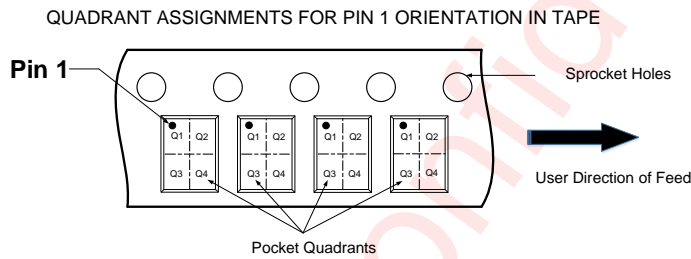 QUADRANT ASSIGNMENTS FOR PIN 1 ORIENTATION IN TAPE
Pin 1
Sprocket Holes
Q1 Q2 Q1 Q2 Q1 Q2 Q1 Q2
Q3 Q4 Q3 Q4 Q3 Q4 Q3 Q4
User Direction of Feed
Pocket Quadrants